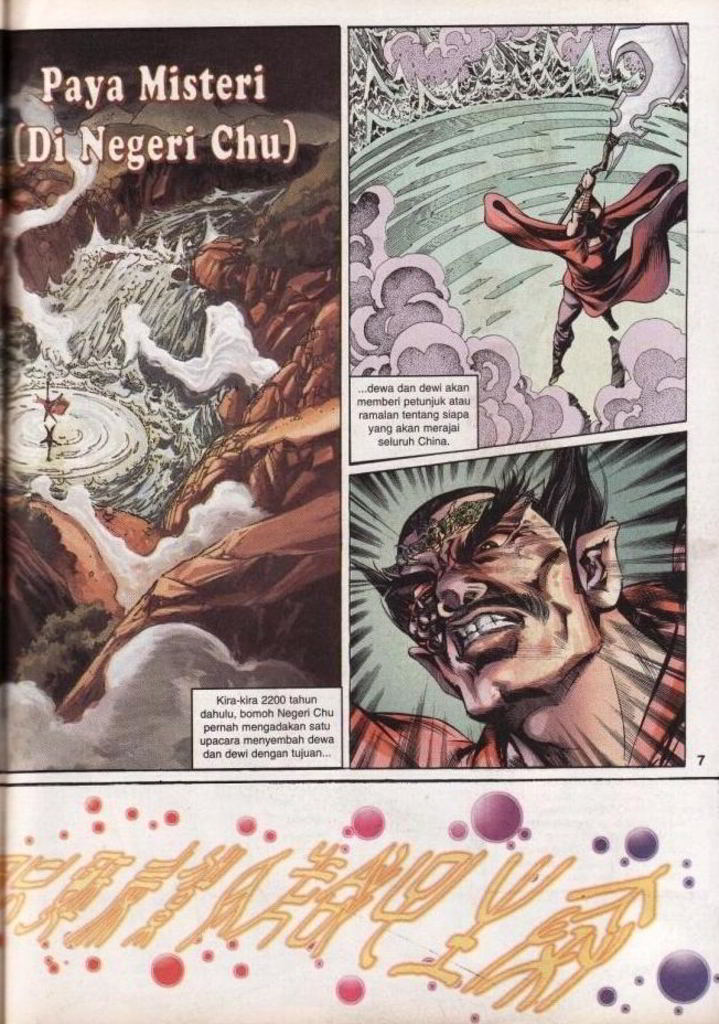 Paya Misteri
(Di Negeri Chu)
Kira-kira 2200 tahun
dahulu, bomoh Negeri Chu
pernah mengadakan satu
upacara menyembah dewa
dan dewi dengan tujuan...
...dewa dan dewi akan
memberi petunjuk atau
ramalan tentang siapa
yang akan merajai
seluruh China.
7